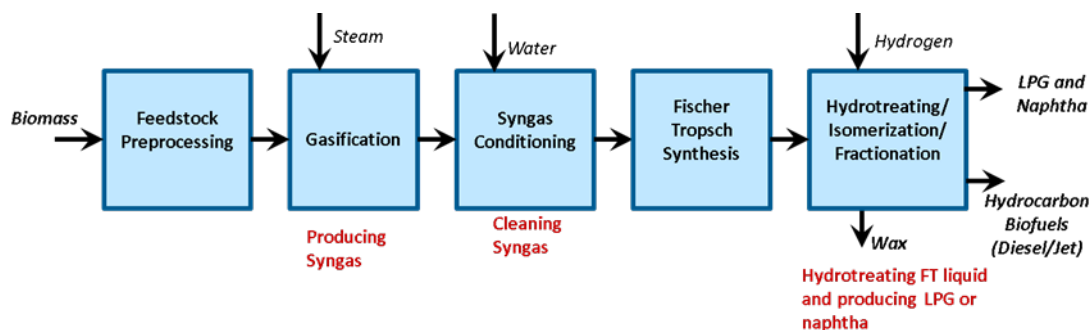 Steam
Water
Hydrogen
Biomass
Feedstock
Preprocessing
Gasification
Syngas
Conditioning
Fischer
Tropsch
Synthesis
Hydrotreating/
Isomerization/
Fractionation
LPG and
Naphtha
Hydrocarbon
Biofuels
(Diesel/Jet)
Producing
Syngas
Cleaning
Syngas
Wax
Hydrotreating FT liquid
and producing LPG or
naphtha